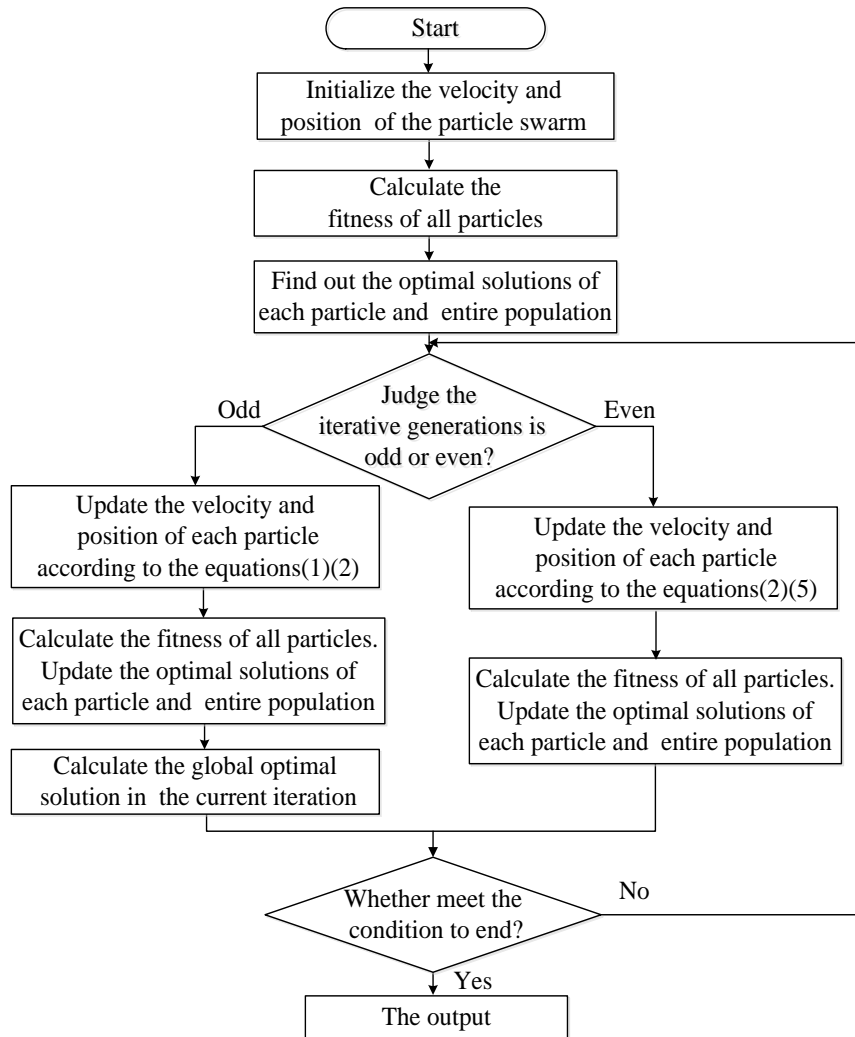 Start
Initialize the velocity and
position of the particle swarm
Calculate the
fitness of all particles
Find out the optimal solutions of
each particle and entire population
Judge the
iterative generations is
odd or even?
Odd
Even
Update the velocity and
position of each particle
according to the equations(1)(2)
Calculate the fitness of all particles.
Update the optimal solutions of
each particle and entire population
Calculate the global optimal
solution in the current iteration
Update the velocity and
position of each particle
according to the equations(2)(5)
Calculate the fitness of all particles.
Update the optimal solutions of
each particle and entire population
Whether meet the
condition to end?
No
Yes
The output